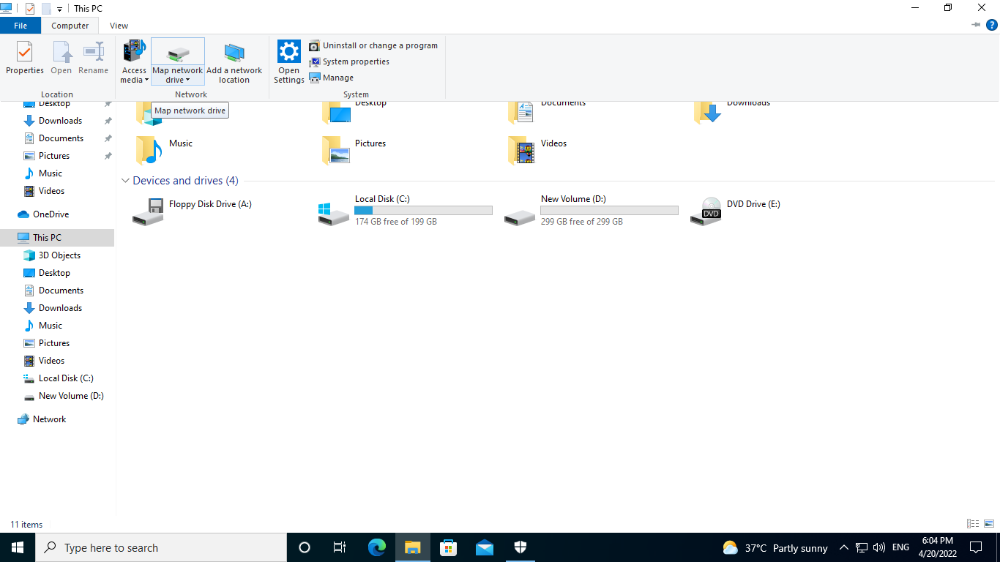 This PC
File
Computer
View
?
Properties
Open
Rename
Access
media
Map network
drive
Add a network
location
Open
Settings
Uninstall or change a program
System properties
Manage
Location
Network
System
Map network drive
Desktop
Downloads
Documents
Pictures
Music
Videos
OneDrive
This PC
3D Objects
Desktop
Documents
Downloads
Music
Pictures
Videos
Local Disk (C:)
New Volume (D:)
Network
Desktop
Documents
Downloads
Music
Pictures
Videos
Devices and drives (4)
Floppy Disk Drive (A:)
Local Disk (C:)
174 GB free of 199 GB
New Volume (D:)
299 GB free of 299 GB
DVD
DVD Drive (E:)
11 items
Type here to search
37°C Partly sunny
ENG
6:04 PM
4/20/2022